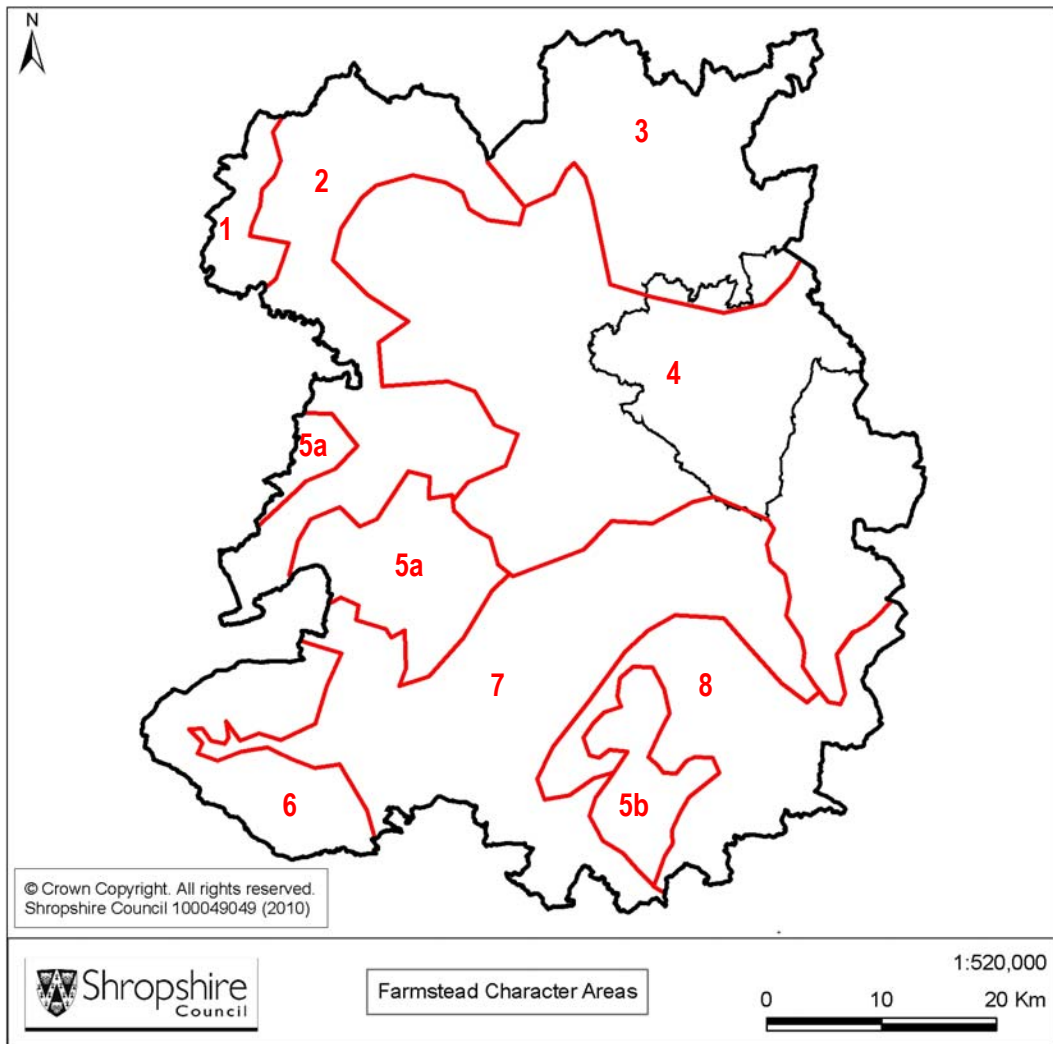 N
3
2
1
4
5a
5a
7
8
6
5b
© Crown Copyright. All rights reserved.
Shropshire Council 100049049 (2010)
Shropshire
Council
Farmstead Character Areas
1:520,000
0 10 20 Km